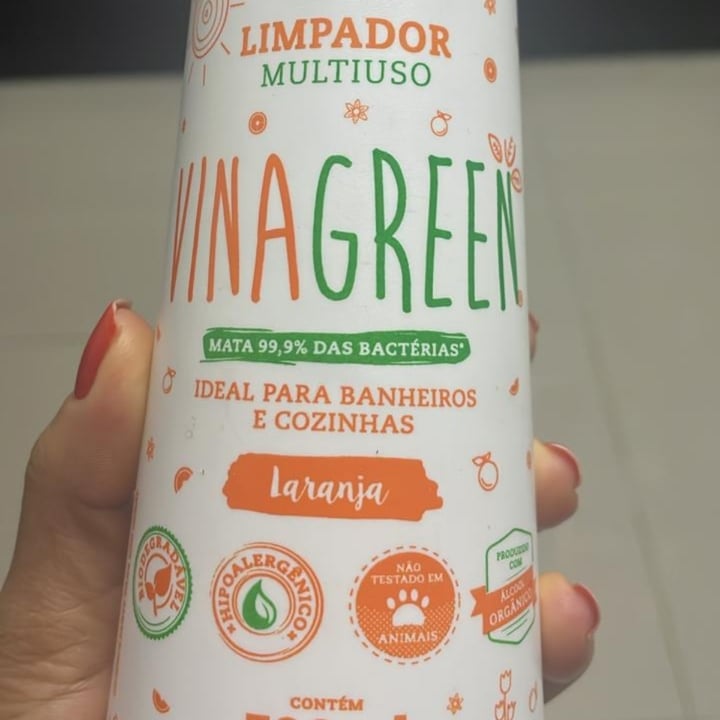 LIMPADOR
MULTIUSO
VINAGREEN
MATA 99,9% DAS BACTÉRIAS*
IDEAL PARA BANHEIROS
E COZINHAS
Laranja
BIODEGRADÁVEL
HIPOALERGÊNICO
NÃO
TESTADO EM
ANIMAIS
PRODUZIDO
COM
ÁLCOOL
ORGÂNICO
CONTÉM